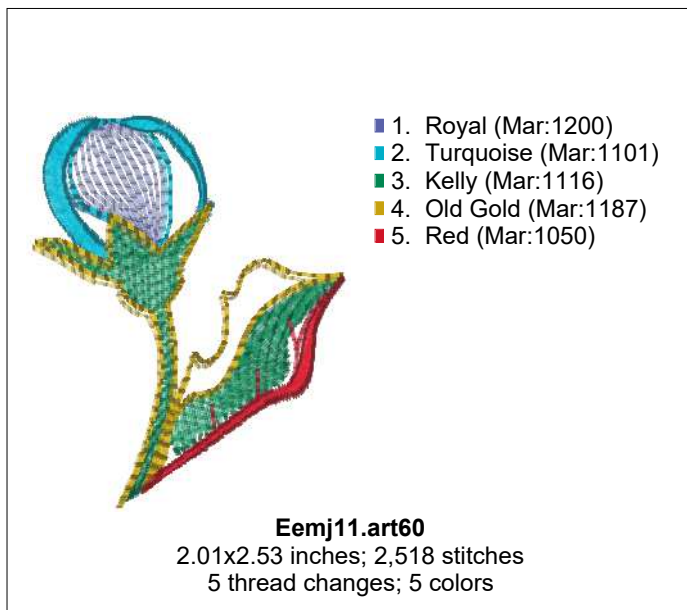 1. Royal (Mar:1200)
2. Turquoise (Mar:1101)
3. Kelly (Mar:1116)
4. Old Gold (Mar:1187)
5. Red (Mar:1050)
Eemj11.art60
2.01x2.53 inches; 2,518 stitches
5 thread changes; 5 colors